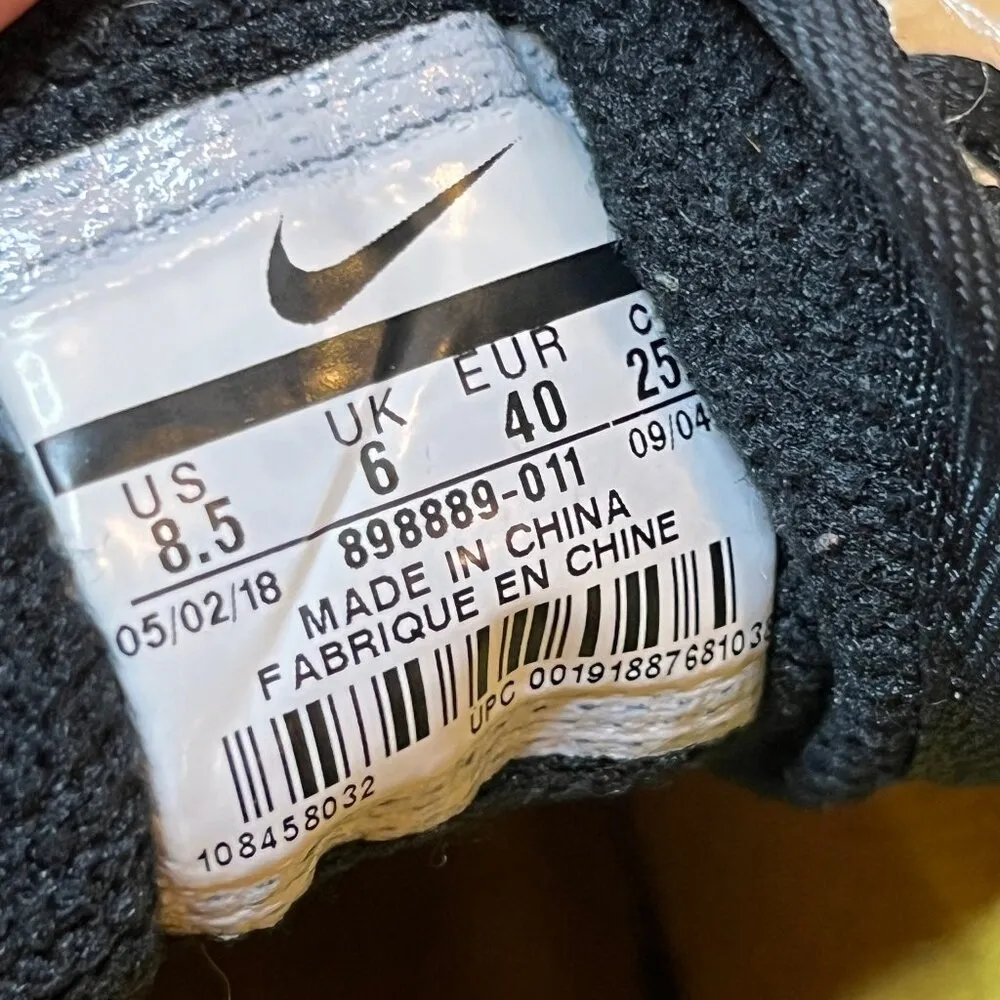 US UK EUR C
8.5 6 40 25
898889-011
05/02/18 09/04
MADE IN CHINA
FABRIQUE EN CHINE
UPC 0019188768103
108458032